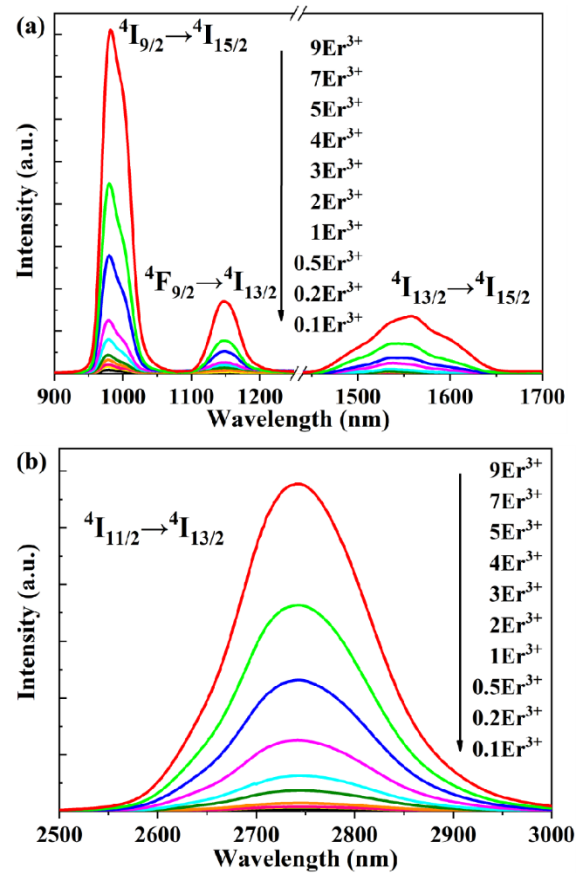 (a)
⁴I₉/₂→⁴I₁₅/₂
9Er³⁺
7Er³⁺
5Er³⁺
4Er³⁺
3Er³⁺
2Er³⁺
1Er³⁺
0.5Er³⁺
0.2Er³⁺
0.1Er³⁺
⁴F₉/₂→⁴I₁₃/₂
⁴I₁₃/₂→⁴I₁₅/₂
Intensity (a.u.)
900 1000 1100 1200 1500 1600 1700
Wavelength (nm)
(b)
⁴I₁₁/₂→⁴I₁₃/₂
9Er³⁺
7Er³⁺
5Er³⁺
4Er³⁺
3Er³⁺
2Er³⁺
1Er³⁺
0.5Er³⁺
0.2Er³⁺
0.1Er³⁺
Intensity (a.u.)
2500 2600 2700 2800 2900 3000
Wavelength (nm)